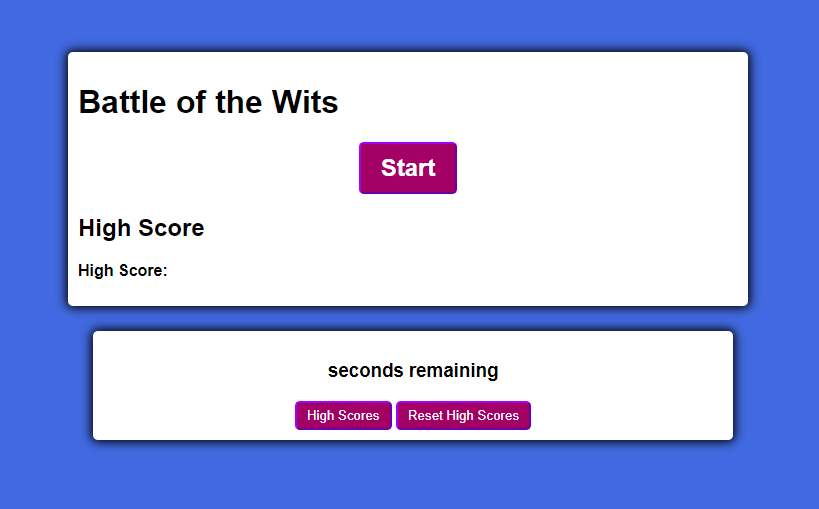 Battle of the Wits
Start
High Score
High Score:
seconds remaining
High Scores Reset High Scores